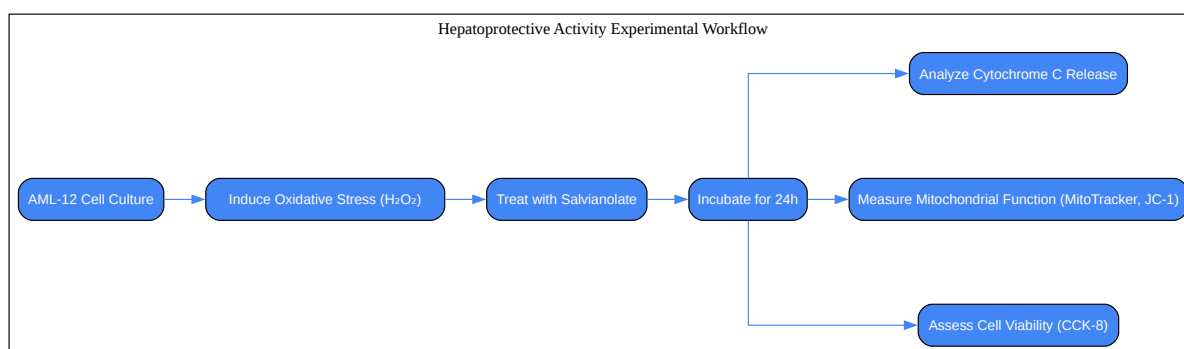 Hepatoprotective Activity Experimental Workflow
Analyze Cytochrome C Release
AML-12 Cell Culture
Induce Oxidative Stress (H₂O₂)
Treat with Salvianolate
Incubate for 24h
Measure Mitochondrial Function (MitoTracker, JC-1)
Assess Cell Viability (CCK-8)